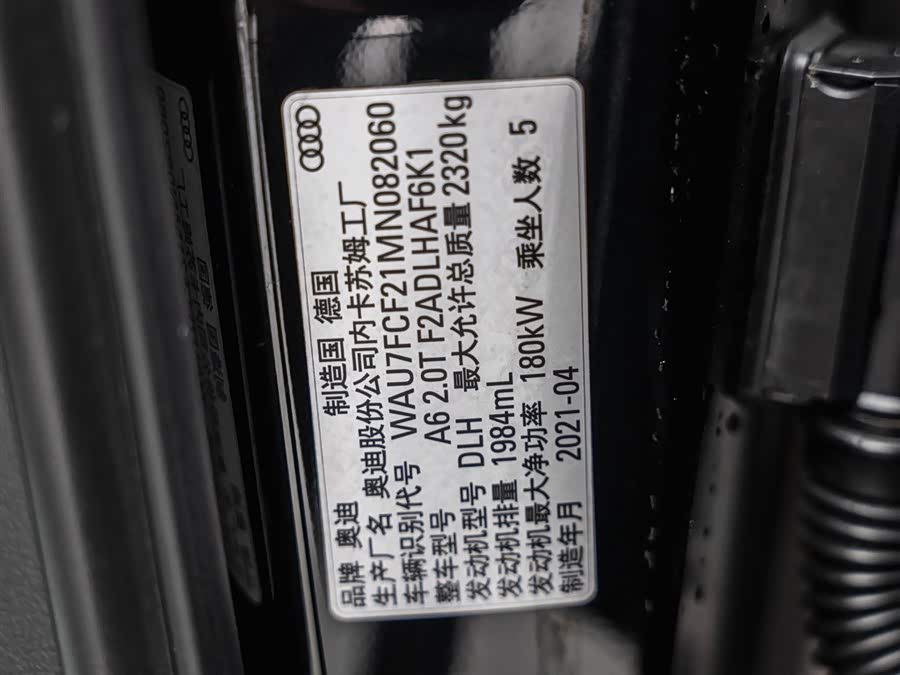 品牌 奥迪 制造国 德国
生产厂名 奥迪股份公司内卡苏姆工厂
车辆识别代号 WAU7FCF21MN082060
整车型号 A6 2.0T F2ADLHAF6K1
发动机型号 DLH 最大允许总质量 2320kg
发动机排量 1984mL
发动机最大净功率 180kW 乘坐人数 5
制造年月 2021-04